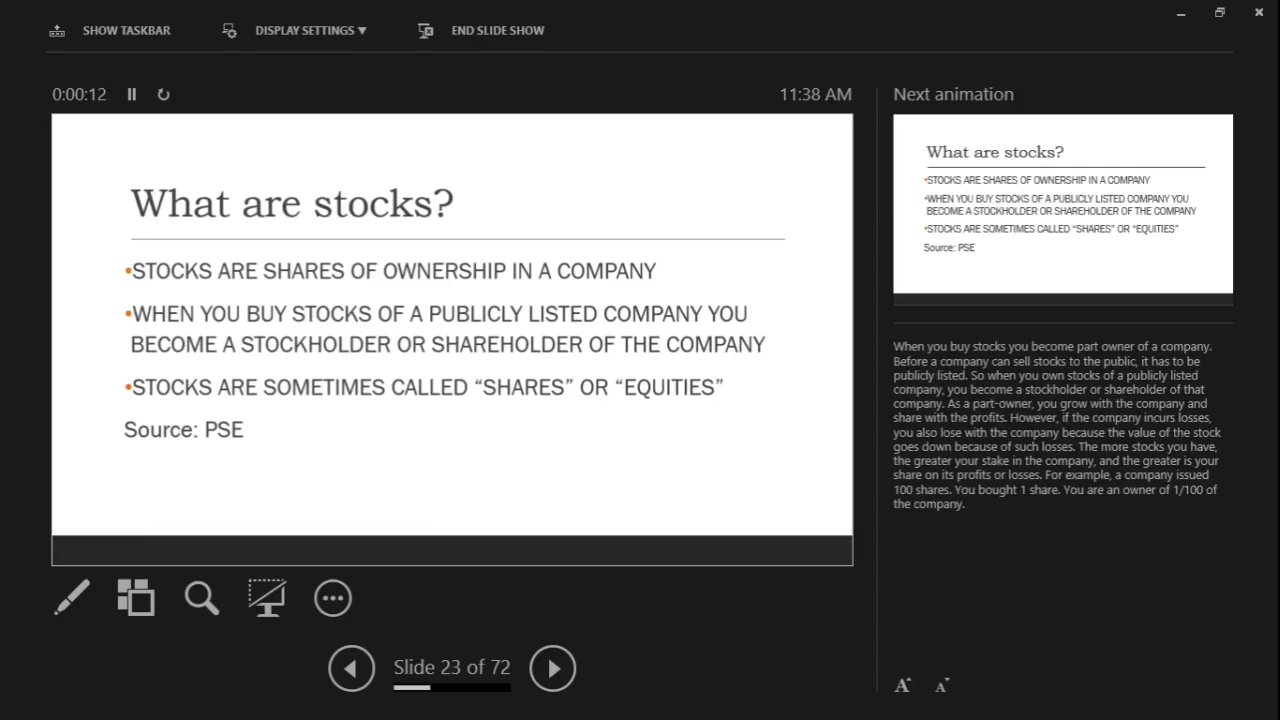 SHOW TASKBAR
DISPLAY SETTINGS ▼
END SLIDE SHOW
0:00:12
11:38 AM
What are stocks?
•STOCKS ARE SHARES OF OWNERSHIP IN A COMPANY
•WHEN YOU BUY STOCKS OF A PUBLICLY LISTED COMPANY YOU
BECOME A STOCKHOLDER OR SHAREHOLDER OF THE COMPANY
•STOCKS ARE SOMETIMES CALLED “SHARES” OR “EQUITIES”
Source: PSE
Slide 23 of 72
Next animation
What are stocks?
•STOCKS ARE SHARES OF OWNERSHIP IN A COMPANY
•WHEN YOU BUY STOCKS OF A PUBLICLY LISTED COMPANY YOU
BECOME A STOCKHOLDER OR SHAREHOLDER OF THE COMPANY
•STOCKS ARE SOMETIMES CALLED “SHARES” OR “EQUITIES”
Source: PSE
When you buy stocks you become part owner of a company.
Before a company can sell stocks to the public, it has to be
publicly listed. So when you own stocks of a publicly listed
company, you become a stockholder or shareholder of that
company. As a part-owner, you grow with the company and
share with the profits. However, if the company incurs losses,
you also lose with the company because the value of the stock
goes down because of such losses. The more stocks you have,
the greater your stake in the company, and the greater is your
share on its profits or losses. For example, a company issued
100 shares. You bought 1 share. You are an owner of 1/100 of
the company.
A A